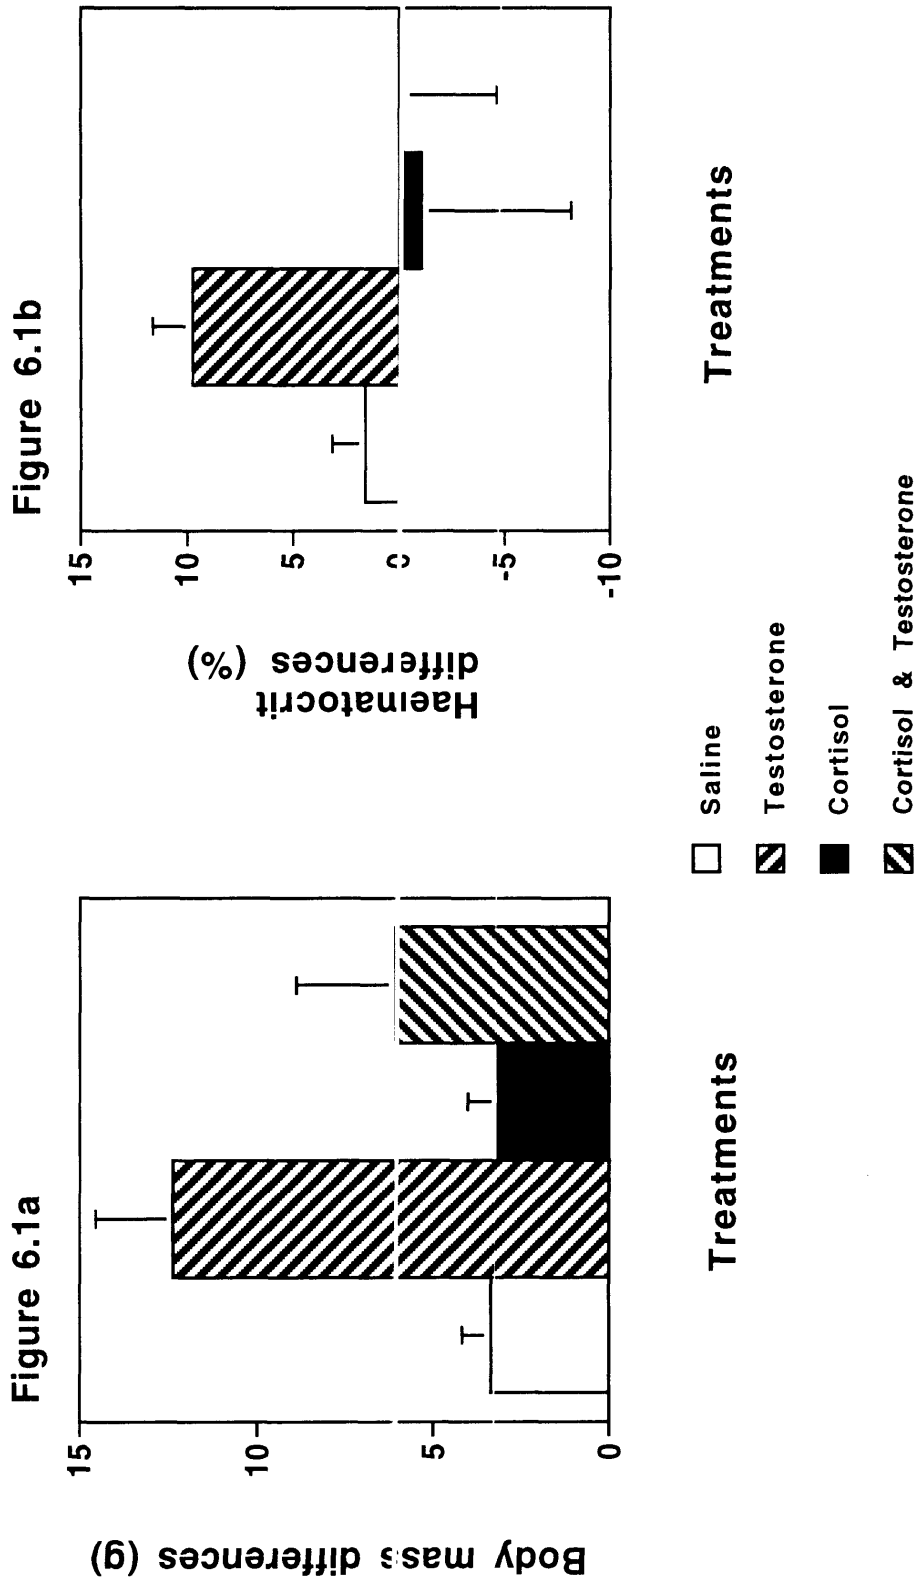 Figure 6.1a
Body mass differences (g)
15
10
5
0
Treatments
Figure 6.1b
Haematocrit
differences (%)
15
10
5
0
-5
-10
Treatments
Saline
Testosterone
Cortisol
Cortisol & Testosterone